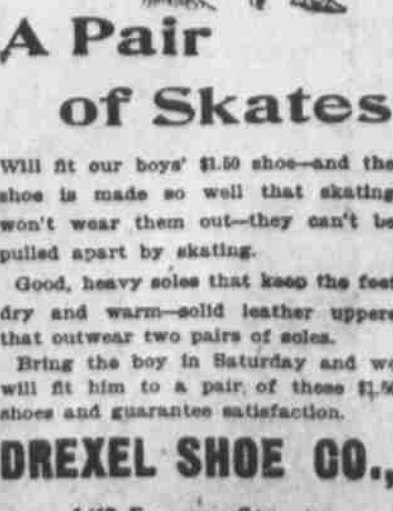 A Pair
of Skates
Will fit our boys' $1.50 shoe—and the
shoe is made so well that skating
won't wear them out—they can't be
pulled apart by skating.
Good, heavy soles that keep the feet
dry and warm—solid leather uppers
that outwear two pairs of soles.
Bring the boy in Saturday and we
will fit him to a pair of these $1.50
shoes and guarantee satisfaction.
DREXEL SHOE CO.,